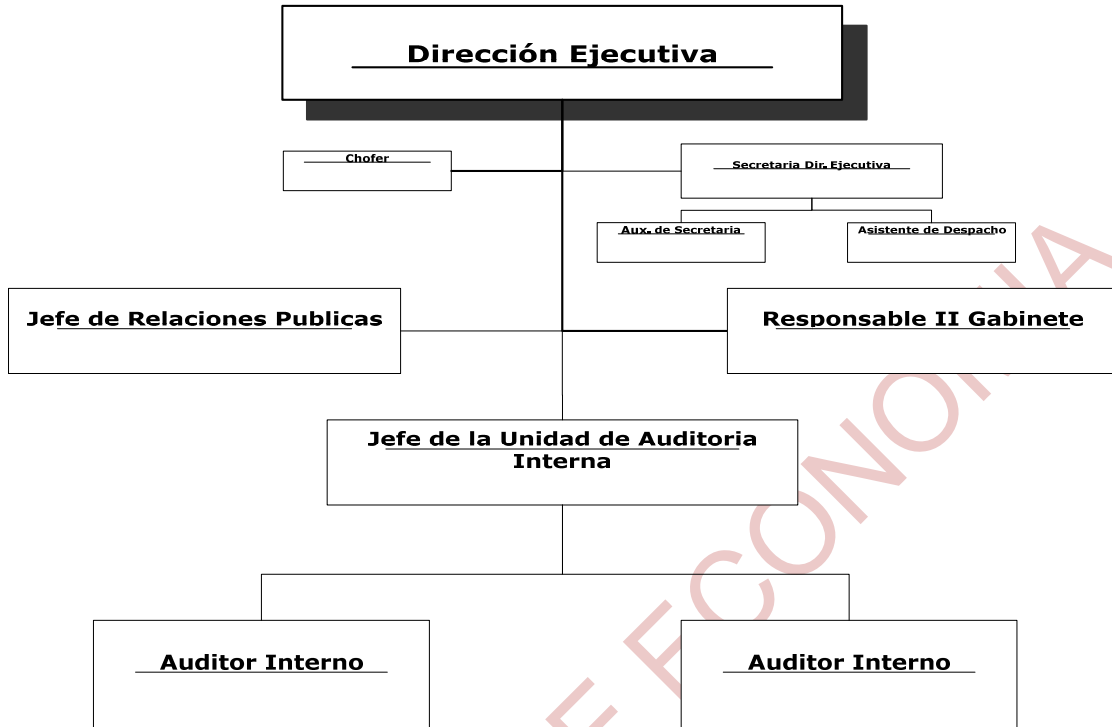 Dirección Ejecutiva
Chofer
Secretaria Dir. Ejecutiva
Aux. de Secretaria
Asistente de Despacho
Jefe de Relaciones Publicas
Responsable II Gabinete
Jefe de la Unidad de Auditoria
Interna
Auditor Interno
Auditor Interno
E ECONOMIA